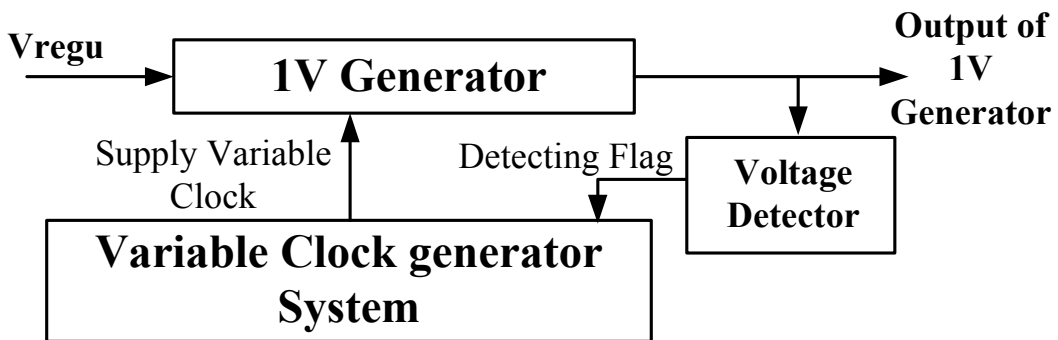 Vregu
1V Generator
Output of
1V
Generator
Supply Variable
Clock
Detecting Flag
Voltage
Detector
Variable Clock generator
System